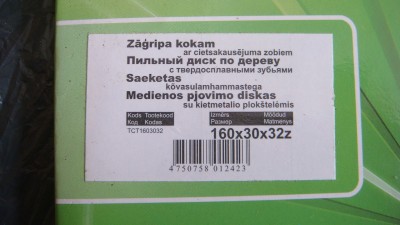 Zāģripa kokam
ar cietsakausējuma zobiem
Пильный диск по дереву
с твердосплавными зубьями
Saeketas
kõvasulamhammastega
Medienos pjovimo diskas
su kietmetalio plokštelėmis
Kods Tootekood Izmērs Mõõdud
Код Kodas Размер Matmenys
TCT1603032 160x30x32z
4 750758 012423